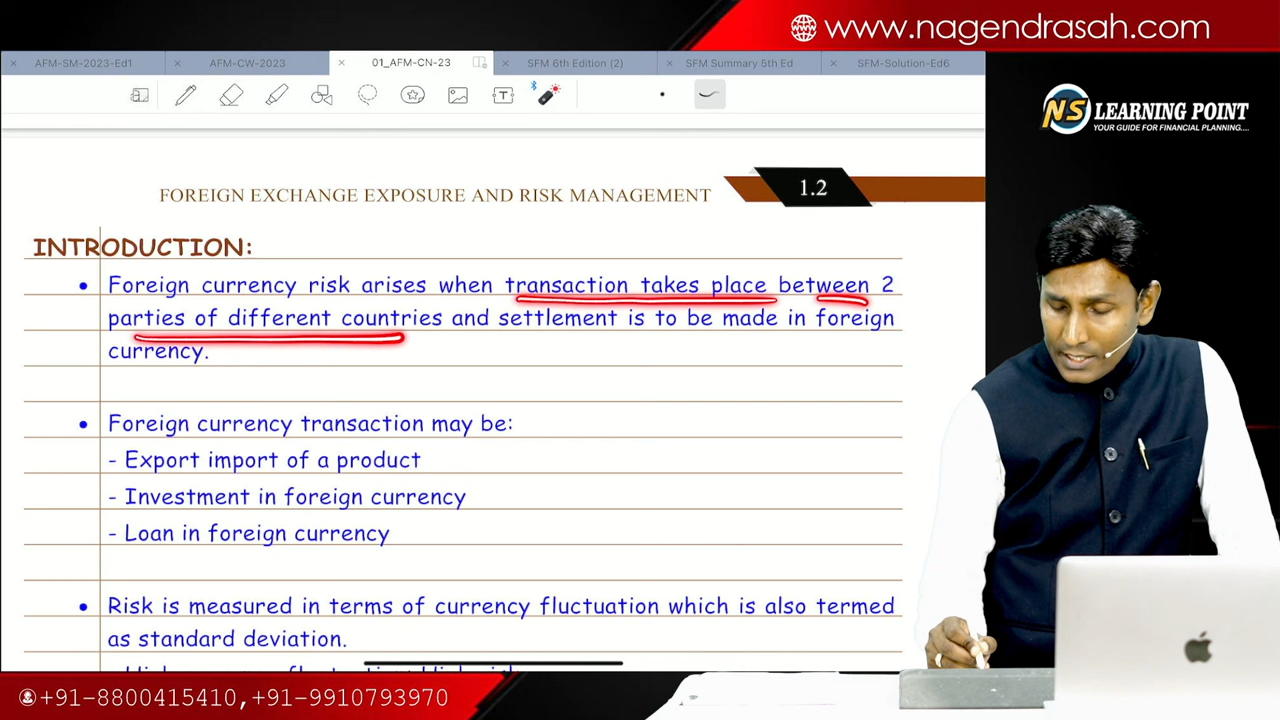 www.nagendrasah.com
AFM-SM-2023-Ed1
AFM-CW-2023
01_AFM-CN-23
SFM 6th Edition (2)
SFM Summary 5th Ed
SFM-Solution-Ed6
NS LEARNING POINT
YOUR GUIDE FOR FINANCIAL PLANNING....
FOREIGN EXCHANGE EXPOSURE AND RISK MANAGEMENT
1.2
INTRODUCTION:
• Foreign currency risk arises when transaction takes place between 2
parties of different countries and settlement is to be made in foreign
currency.
• Foreign currency transaction may be:
- Export import of a product
- Investment in foreign currency
- Loan in foreign currency
• Risk is measured in terms of currency fluctuation which is also termed
as standard deviation.
+91-8800415410,+91-9910793970